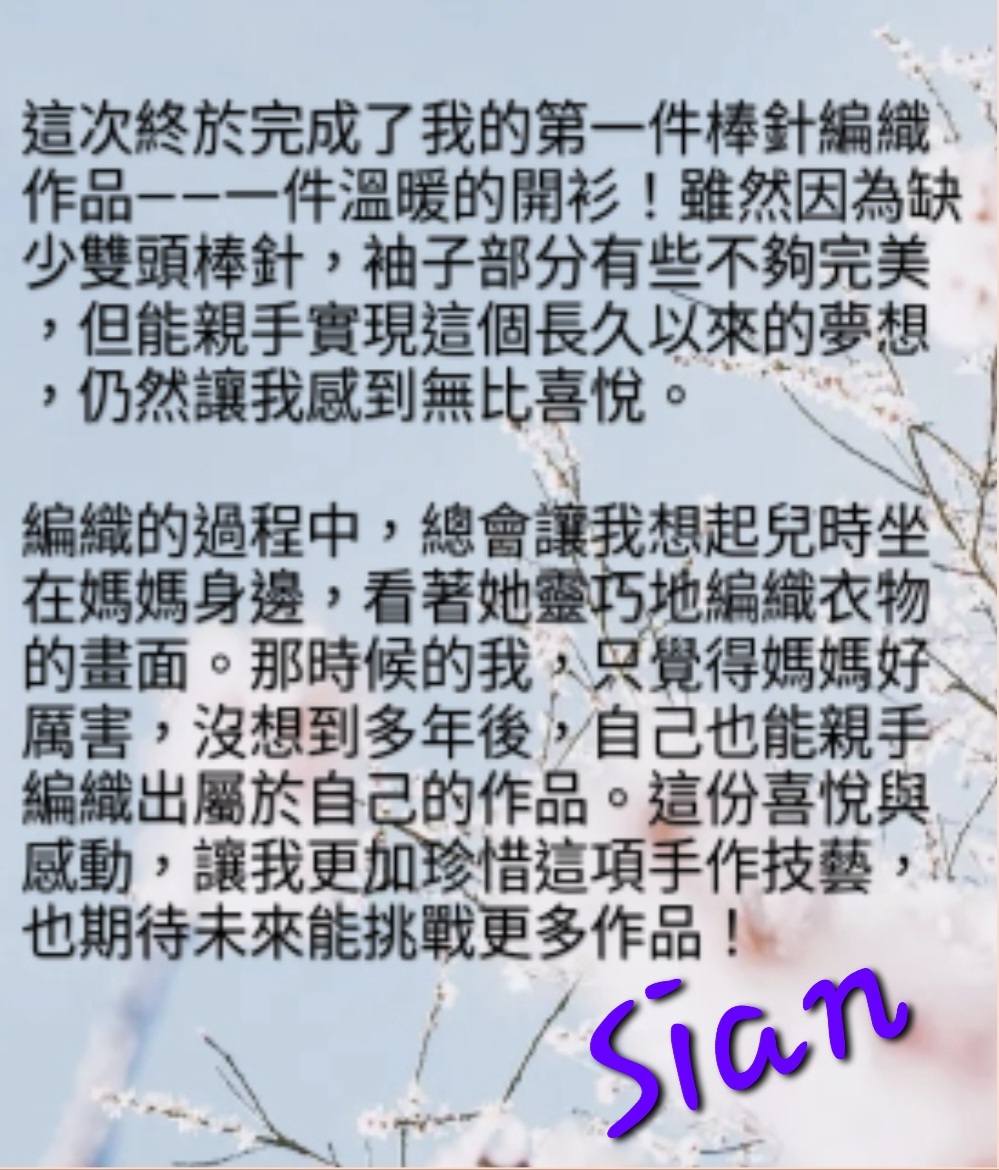 這次終於完成了我的第一件棒針編織
作品———件溫暖的開衫！雖然因為缺
少雙頭棒針，袖子部分有些不夠完美
，但能親手實現這個長久以來的夢想
，仍然讓我感到無比喜悅。
編織的過程中，總會讓我想起兒時坐
在媽媽身邊，看著她靈巧地編織衣物
的畫面。那時候的我，只覺得媽媽好
厲害，沒想到多年後，自己也能親手
編織出屬於自己的作品。這份喜悅與
感動，讓我更加珍惜這項手作技藝，
也期待未來能挑戰更多作品！
Sian